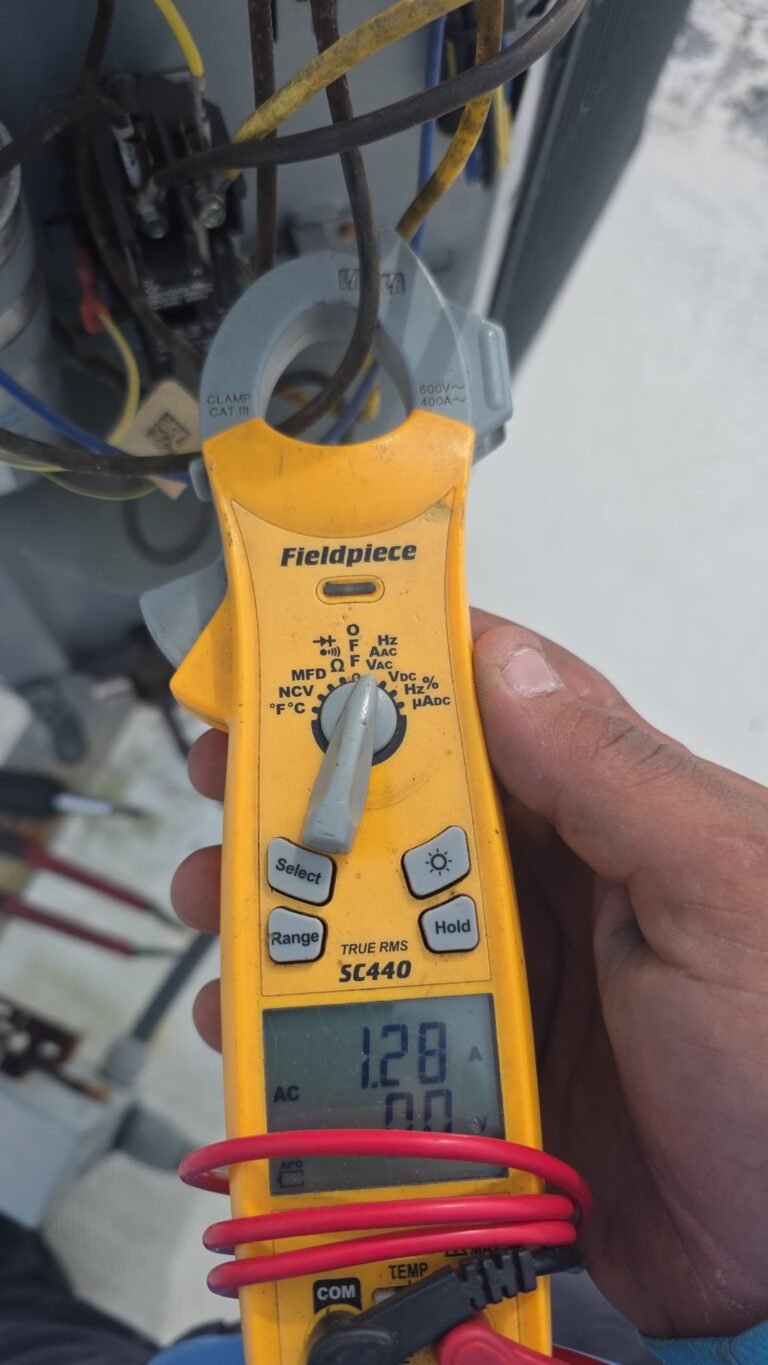 CLAMP
CAT.III
600V~
400A~
Fieldpiece
O
F
F
Hz
AAC
VAC
VDC
Hz%
µADC
Ω
MFD
NCV
°F°C
Select
Range
Hold
TRUE RMS
SC440
1.28 A
AC
0.0 V
APO
TEMP
COM